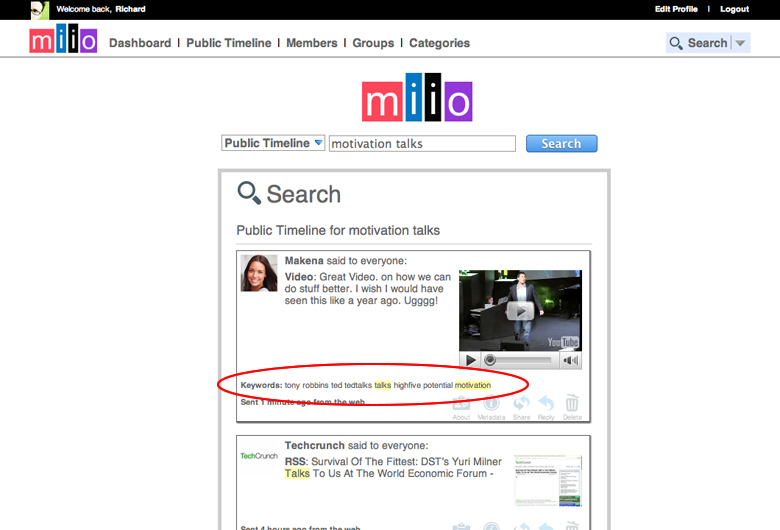 Welcome back, Richard
Edit Profile | Logout
miio
Dashboard | Public Timeline | Members | Groups | Categories
Search
miio
Public Timeline
motivation talks
Search
Search
Public Timeline for motivation talks
Makena said to everyone:
Video: Great Video. on how we can
do stuff better. I wish I would have
seen this like a year ago. Ugggg!
YouTube
Keywords: tony robbins ted tedtalks talks highfive potential motivation
Sent 1 minute ago from the web
About Metadata Share Reply Delete
Techcrunch said to everyone:
TechCrunch
RSS: Survival Of The Fittest: DST's Yuri Milner
Talks To Us At The World Economic Forum -
Sent 4 hours ago from the web